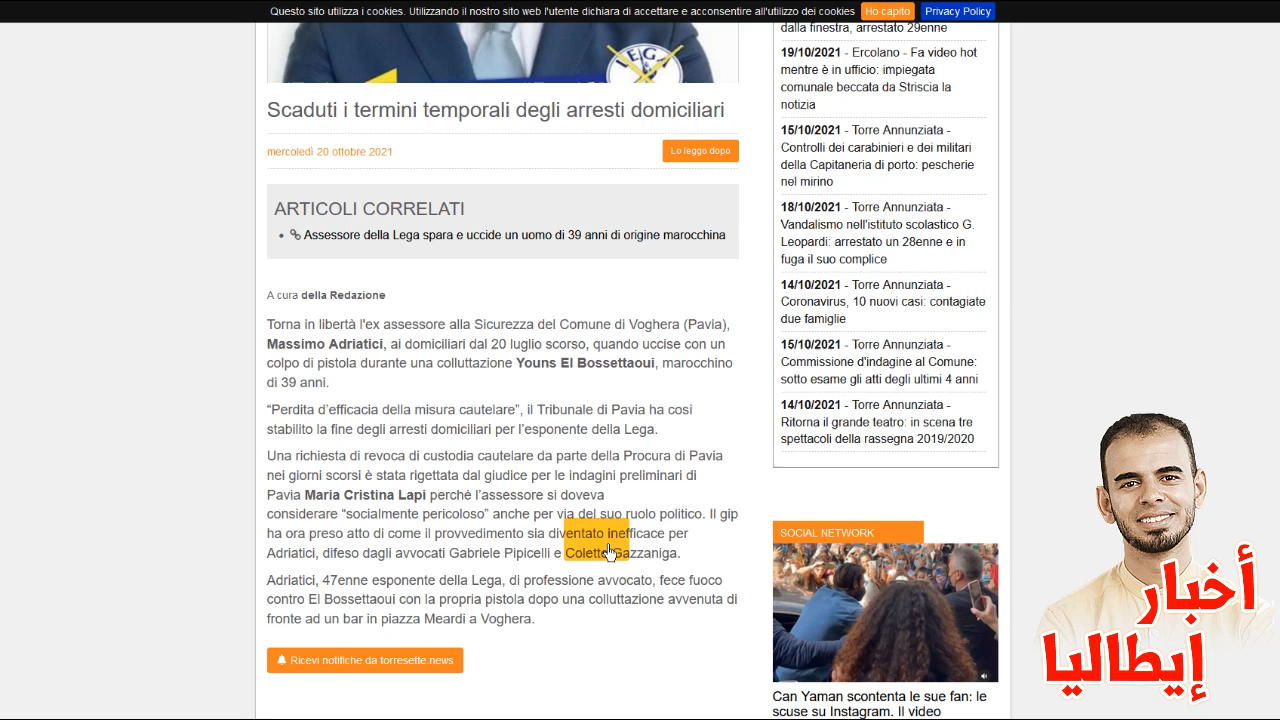 Questo sito utilizza i cookies. Utilizzando il nostro sito web l'utente dichiara di accettare e acconsentire all'utilizzo dei cookies Ho capito Privacy Policy
LEG
Scaduti i termini temporali degli arresti domiciliari
mercoledì 20 ottobre 2021
Lo leggo dopo
ARTICOLI CORRELATI
Assessore della Lega spara e uccide un uomo di 39 anni di origine marocchina
A cura della Redazione
Torna in libertà l'ex assessore alla Sicurezza del Comune di Voghera (Pavia),
Massimo Adriatici, ai domiciliari dal 20 luglio scorso, quando uccise con un
colpo di pistola durante una colluttazione Youns El Bossettaoui, marocchino
di 39 anni.
“Perdita d’efficacia della misura cautelare”, il Tribunale di Pavia ha così
stabilito la fine degli arresti domiciliari per l’esponente della Lega.
Una richiesta di revoca di custodia cautelare da parte della Procura di Pavia
nei giorni scorsi è stata rigettata dal giudice per le indagini preliminari di
Pavia Maria Cristina Lapi perché l’assessore si doveva
considerare “socialmente pericoloso” anche per via del suo ruolo politico. Il gip
ha ora preso atto di come il provvedimento sia diventato inefficace per
Adriatici, difeso dagli avvocati Gabriele Pipicelli e Colette Gazzaniga.
Adriatici, 47enne esponente della Lega, di professione avvocato, fece fuoco
contro El Bossettaoui con la propria pistola dopo una colluttazione avvenuta di
fronte ad un bar in piazza Meardi a Voghera.
Ricevi notifiche da torresette.news
dalla finestra, arrestato 29enne
19/10/2021 - Ercolano - Fa video hot
mentre è in ufficio: impiegata
comunale beccata da Striscia la
notizia
15/10/2021 - Torre Annunziata -
Controlli dei carabinieri e dei militari
della Capitaneria di porto: pescherie
nel mirino
18/10/2021 - Torre Annunziata -
Vandalismo nell’istituto scolastico G.
Leopardi: arrestato un 28enne e in
fuga il suo complice
14/10/2021 - Torre Annunziata -
Coronavirus, 10 nuovi casi: contagiate
due famiglie
15/10/2021 - Torre Annunziata -
Commissione d'indagine al Comune:
sotto esame gli atti degli ultimi 4 anni
14/10/2021 - Torre Annunziata -
Ritorna il grande teatro: in scena tre
spettacoli della rassegna 2019/2020
SOCIAL NETWORK
Can Yaman scontenta le sue fan: le
scuse su Instagram. Il video
أخبار
إيطاليا